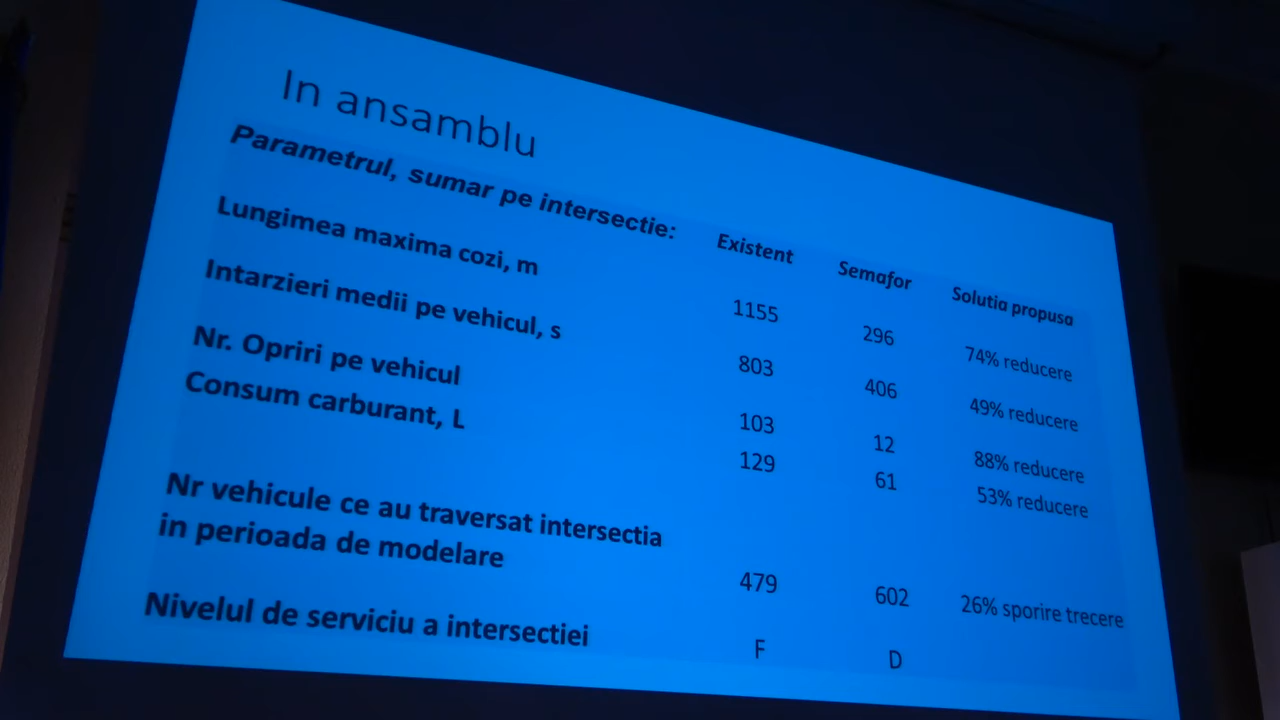 In ansamblu
Parametrul, sumar pe intersectie: Existent Semafor Solutia propusa
Lungimea maxima cozi, m 1155 296 74% reducere
Intarzieri medii pe vehicul, s 803 406 49% reducere
Nr. Opriri pe vehicul 103 12 88% reducere
Consum carburant, L 129 61 53% reducere
Nr vehicule ce au traversat intersectia
in perioada de modelare 479 602 26% sporire trecere
Nivelul de serviciu a intersectiei F D